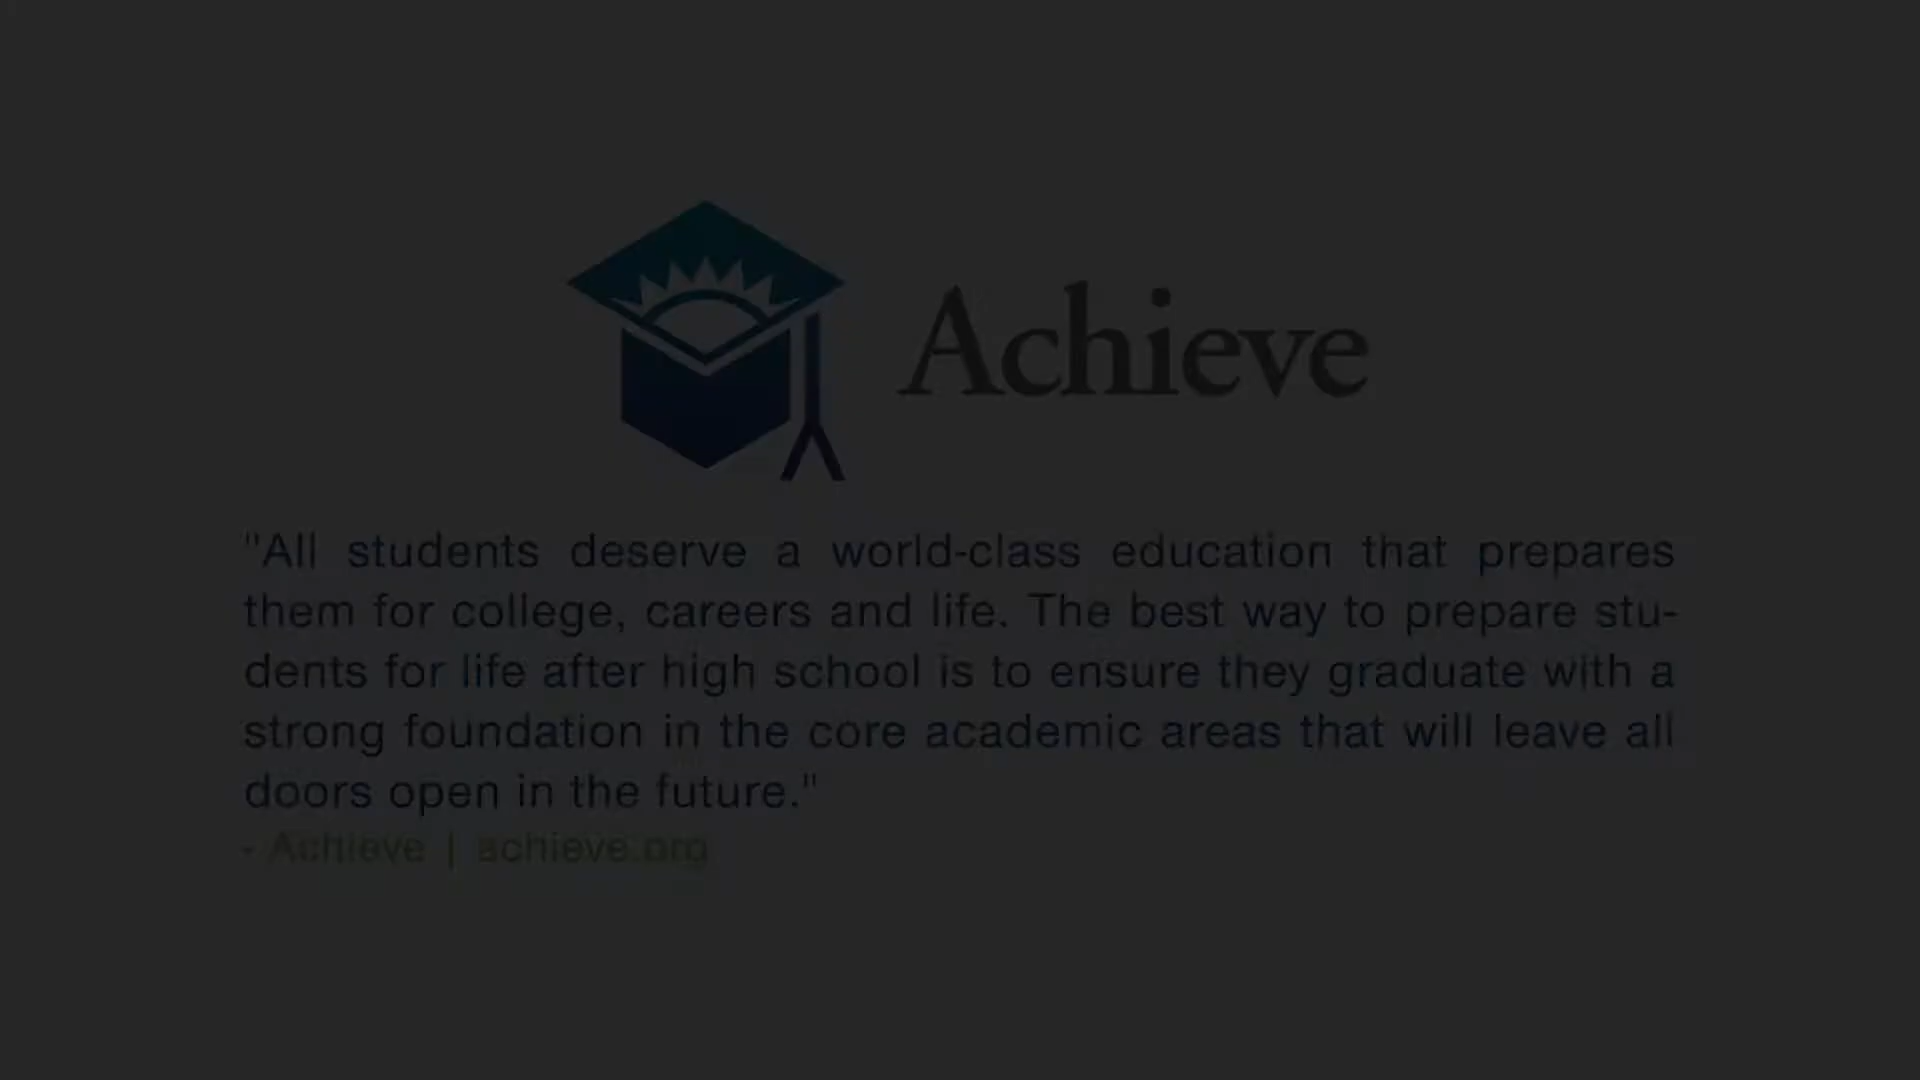 Achieve
"All students deserve a world-class education that prepares
them for college, careers and life. The best way to prepare stu-
dents for life after high school is to ensure they graduate with a
strong foundation in the core academic areas that will leave all
doors open in the future."
- Achieve | achieve.org